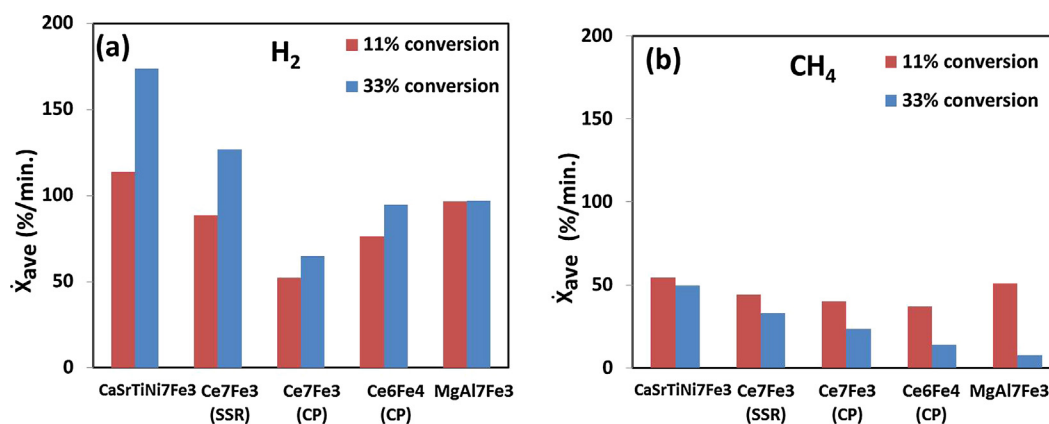 (a)
H2
11% conversion
33% conversion
Ẋave (%/min.)
200
150
100
50
0
CaSrTiNi7Fe3
Ce7Fe3
(SSR)
Ce7Fe3
(CP)
Ce6Fe4
(CP)
MgAl7Fe3
(b)
CH4
11% conversion
33% conversion
Ẋave (%/min.)
200
150
100
50
0
CaSrTiNi7Fe3
Ce7Fe3
(SSR)
Ce7Fe3
(CP)
Ce6Fe4
(CP)
MgAl7Fe3